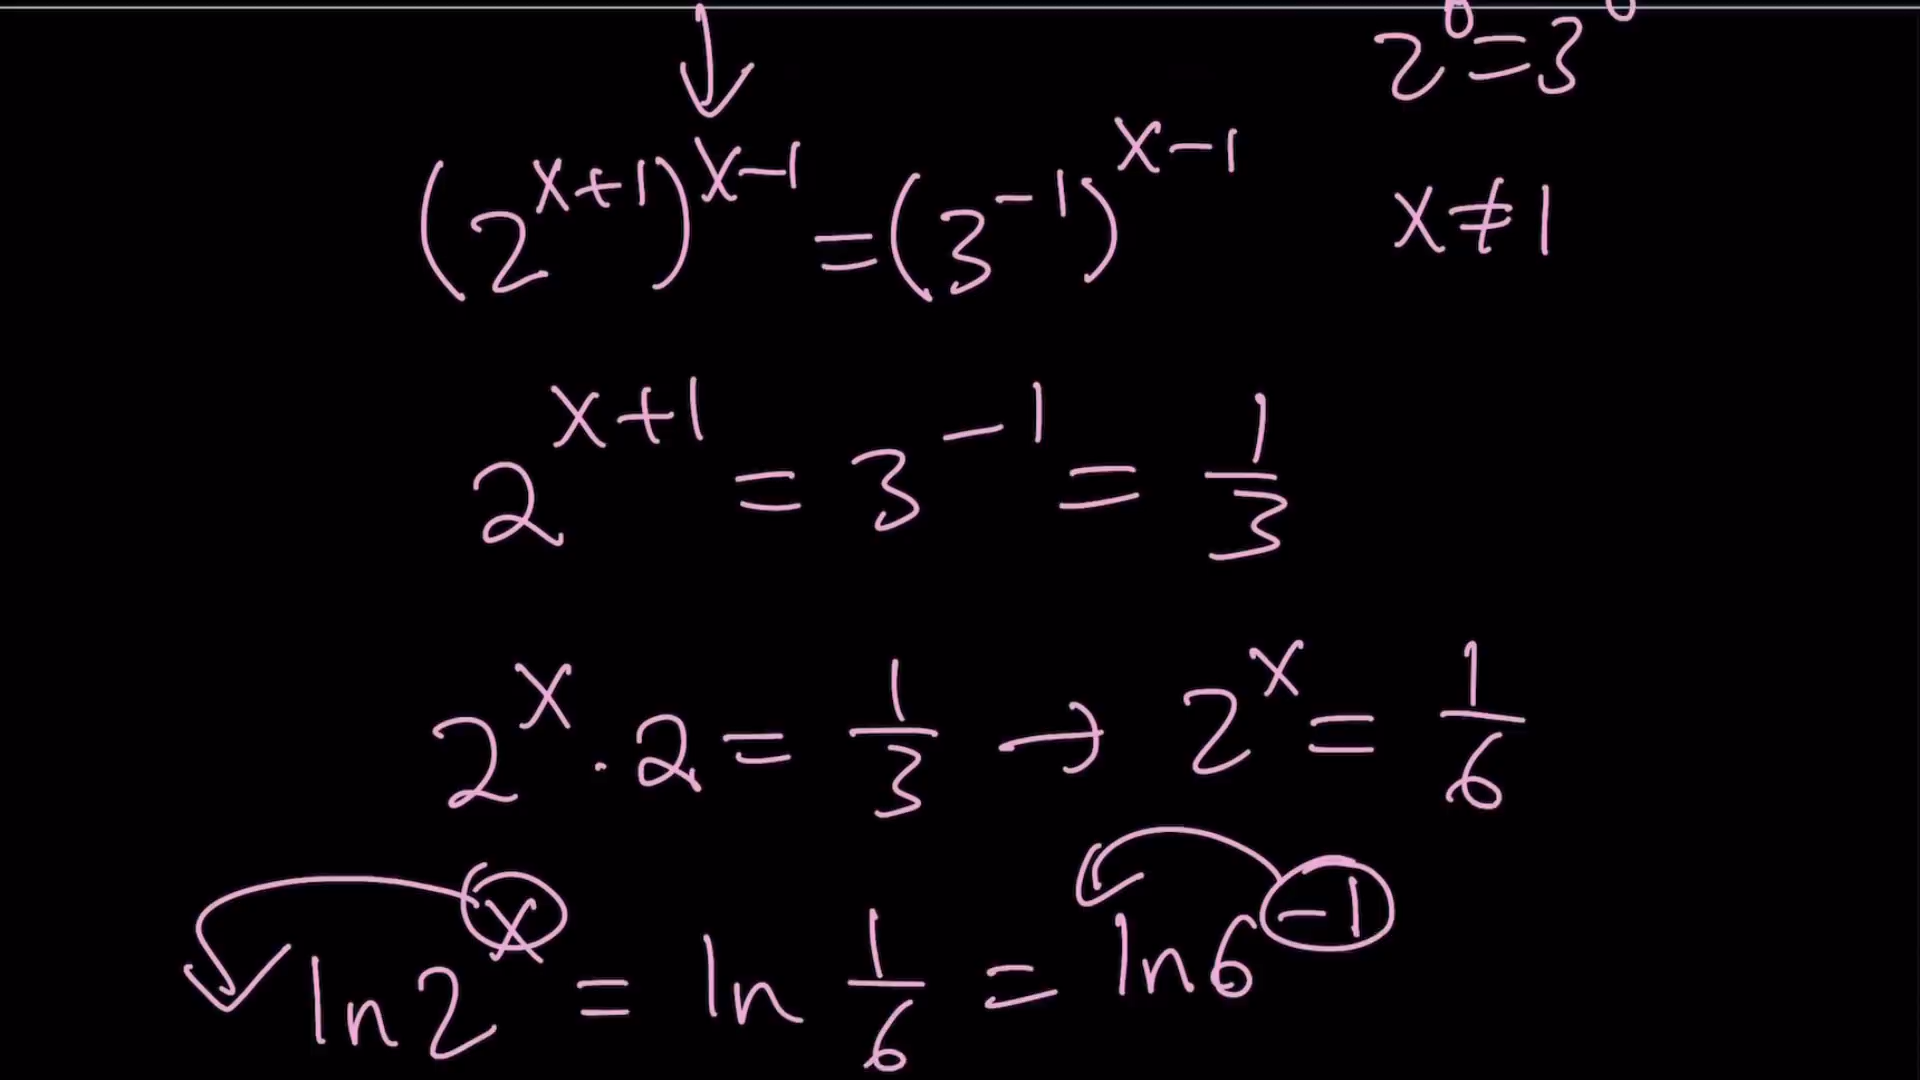 2^0 = 3^0
(2^{x+1})^{x-1} = (3^{-1})^{x-1}
x ≠ 1
2^{x+1} = 3^{-1} = 1/3
2^x · 2 = 1/3 → 2^x = 1/6
ln 2^x = ln 1/6 = ln 6^{-1}